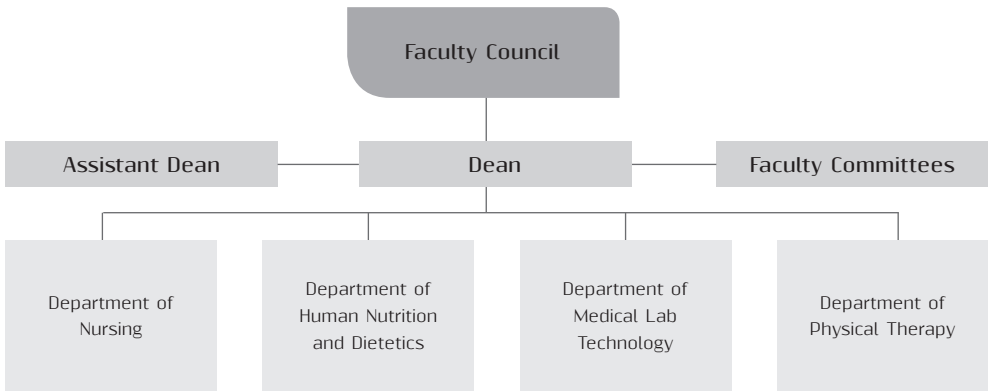 Faculty Council
Assistant Dean
Dean
Faculty Committees
Department of
Nursing
Department of
Human Nutrition
and Dietetics
Department of
Medical Lab
Technology
Department of
Physical Therapy